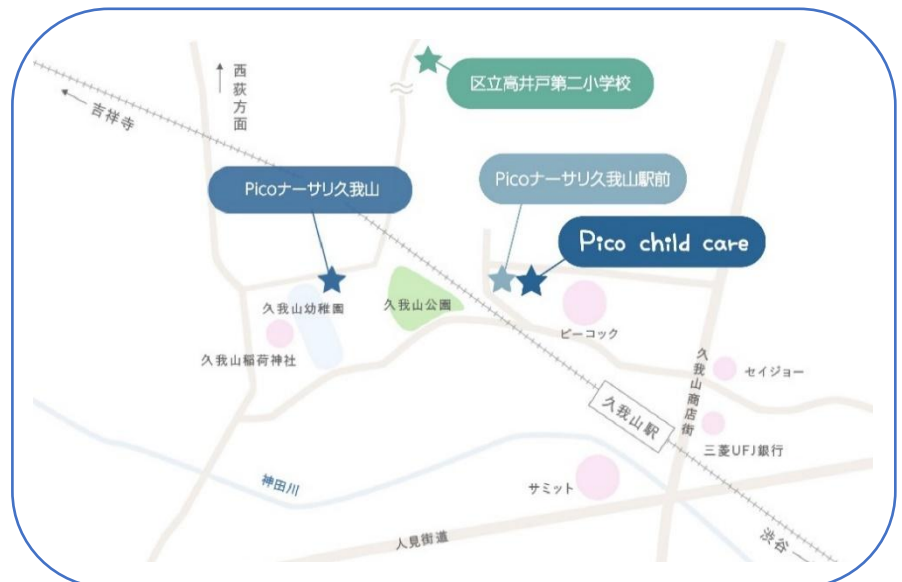 西荻方面
吉祥寺
区立高井戸第二小学校
Picoナーサリ久我山
Picoナーサリ久我山駅前
Pico child care
久我山幼稚園
久我山公園
ピーコック
久我山稲荷神社
久我山商店街
セイジョー
久我山駅
三菱UFJ銀行
サミット
神田川
人見街道
渋谷